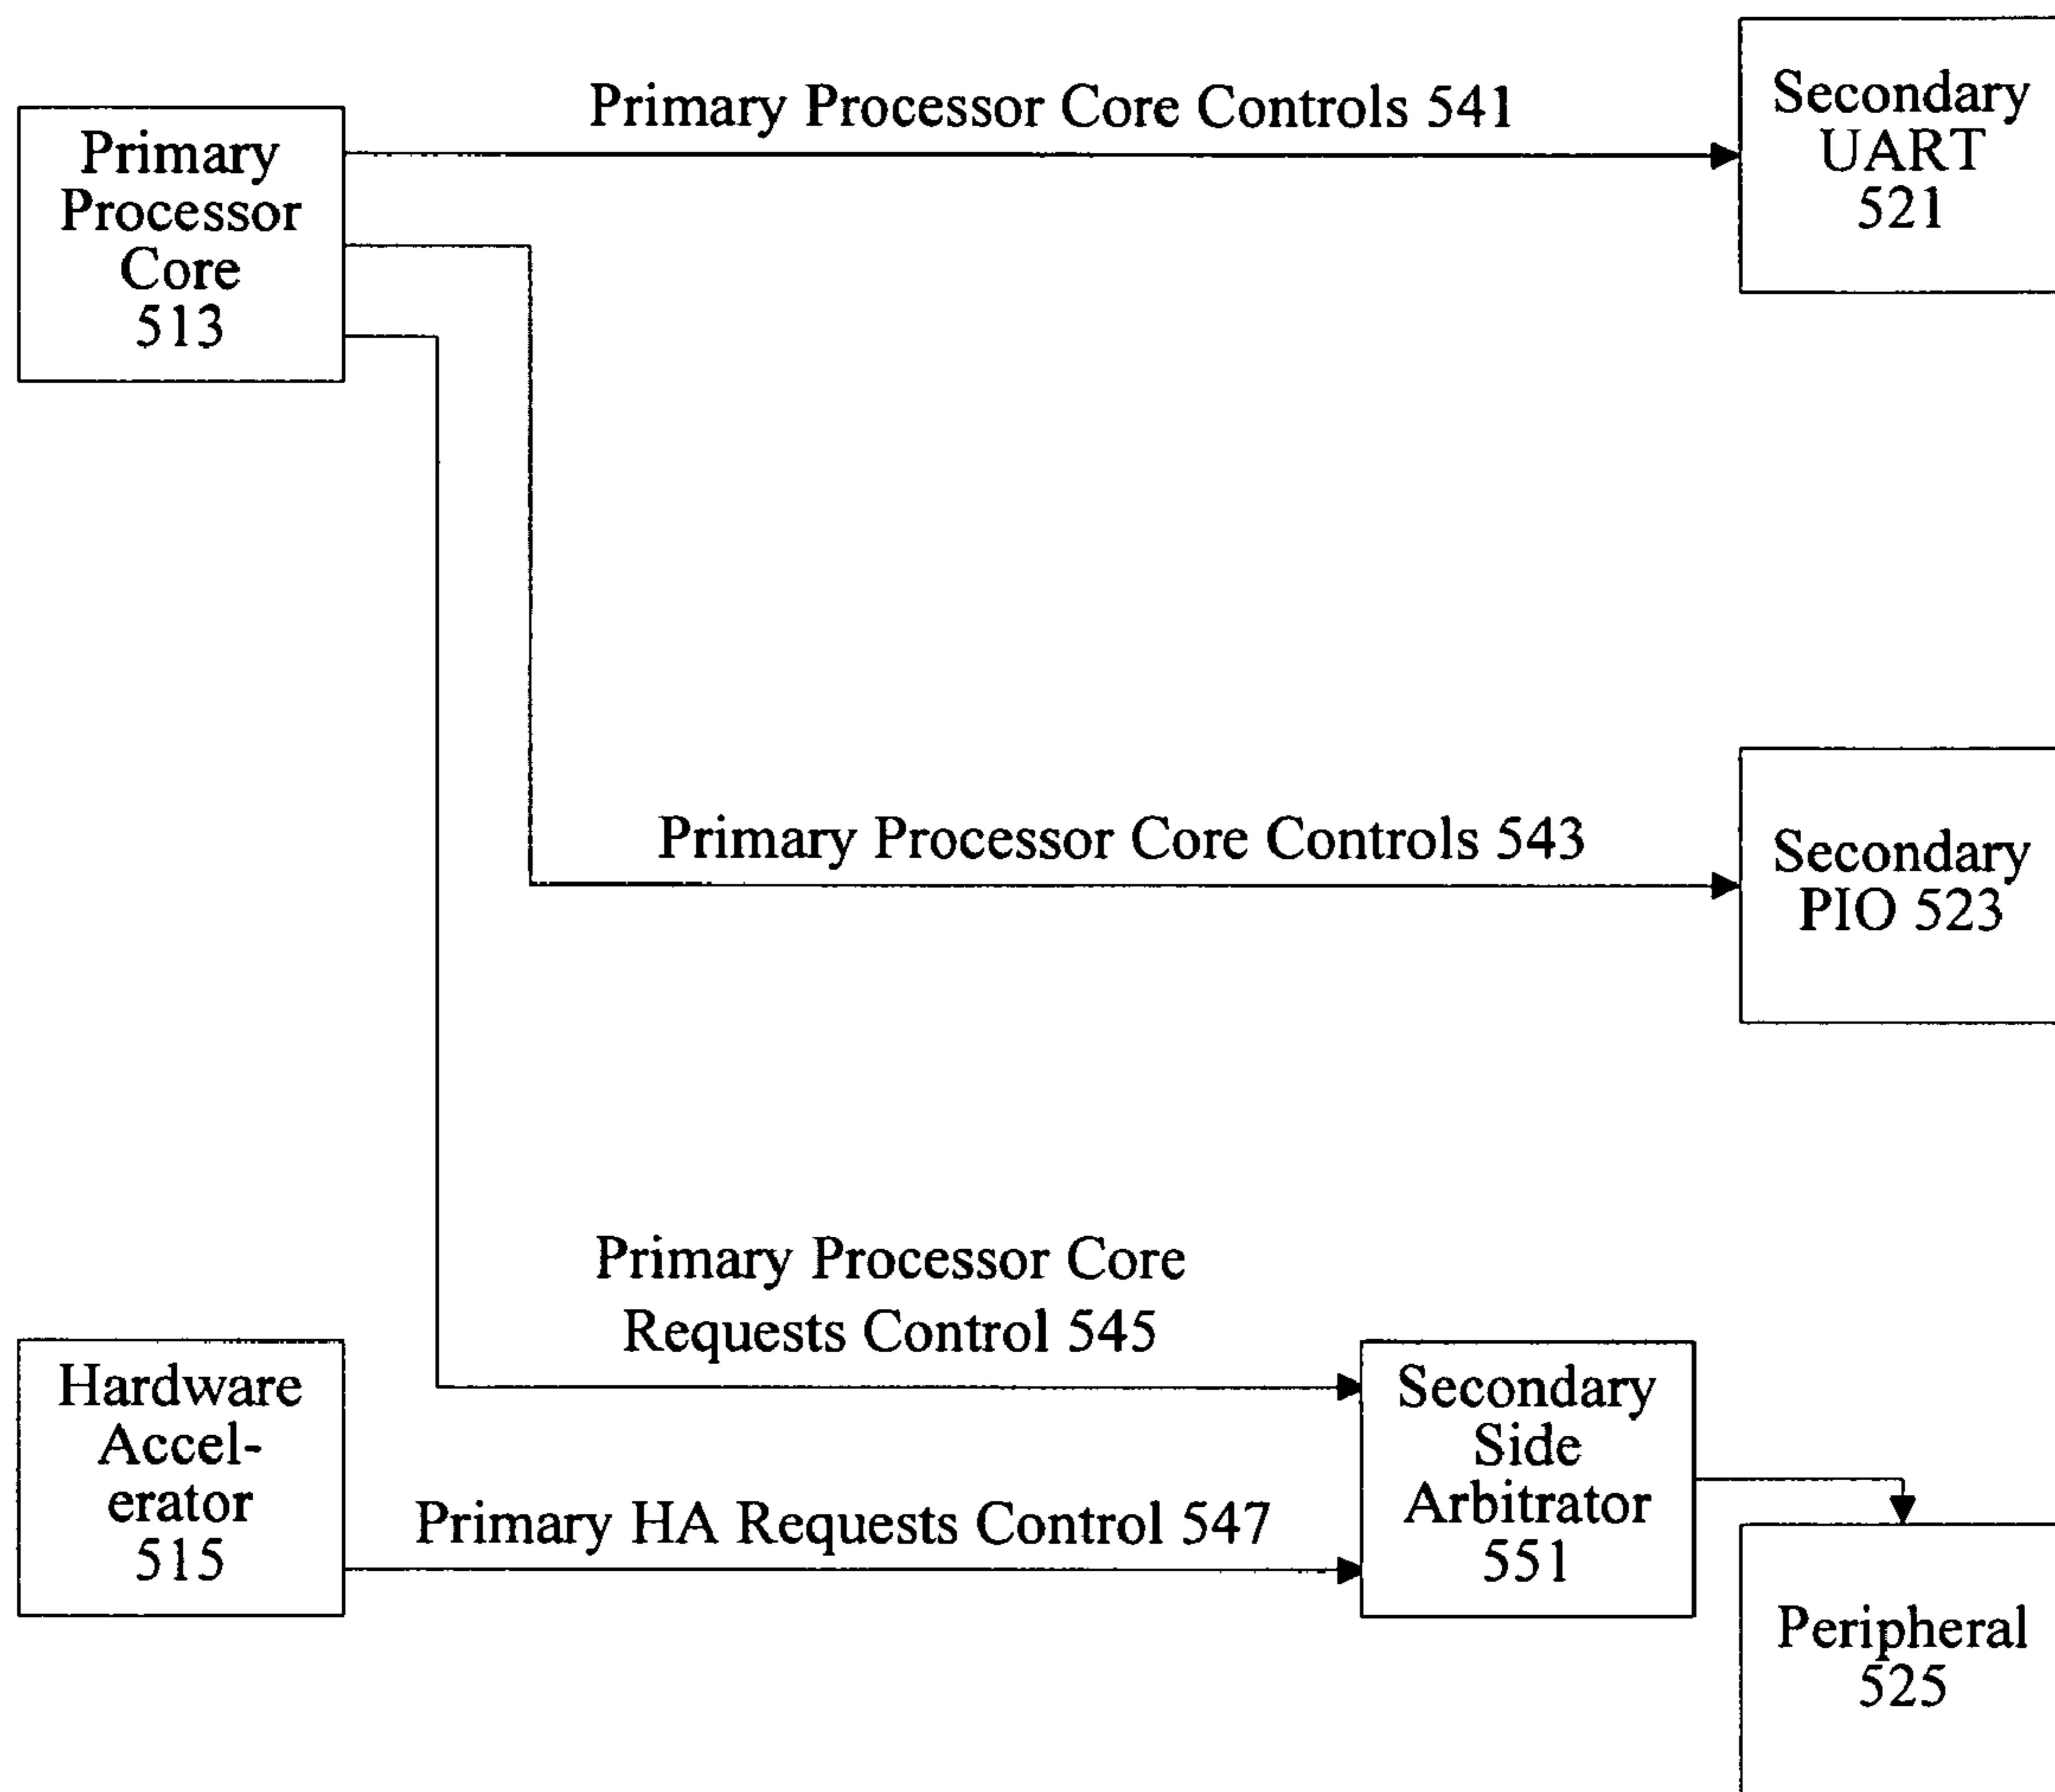 Primary Processor Core Controls 541
Secondary
UART
521
Primary
Processor
Core
513
Primary Processor Core Controls 543
Secondary
PIO 523
Primary Processor Core
Requests Control 545
Hardware
Accel-
erator
515
Primary HA Requests Control 547
Secondary
Side
Arbitrator
551
Peripheral
525